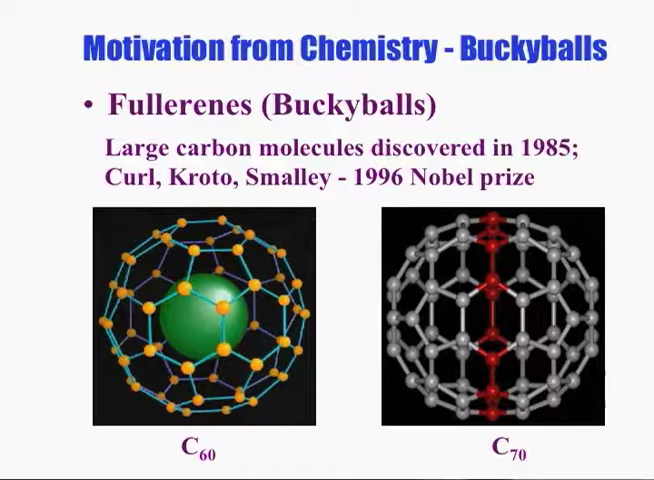 Motivation from Chemistry - Buckyballs
• Fullerenes (Buckyballs)
Large carbon molecules discovered in 1985;
Curl, Kroto, Smalley - 1996 Nobel prize
C60
C70